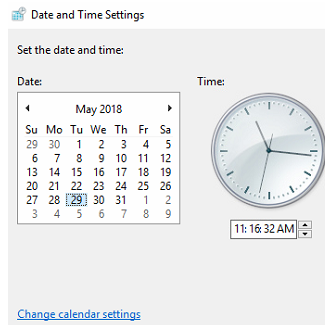 Date and Time Settings
Set the date and time:
Date:
Time:
May 2018
Su Mo Tu We Th Fr Sa
29 30 1 2 3 4 5
6 7 8 9 10 11 12
13 14 15 16 17 18 19
20 21 22 23 24 25 26
27 28 29 30 31 1 2
3 4 5 6 7 8 9
11:16:32 AM
Change calendar settings